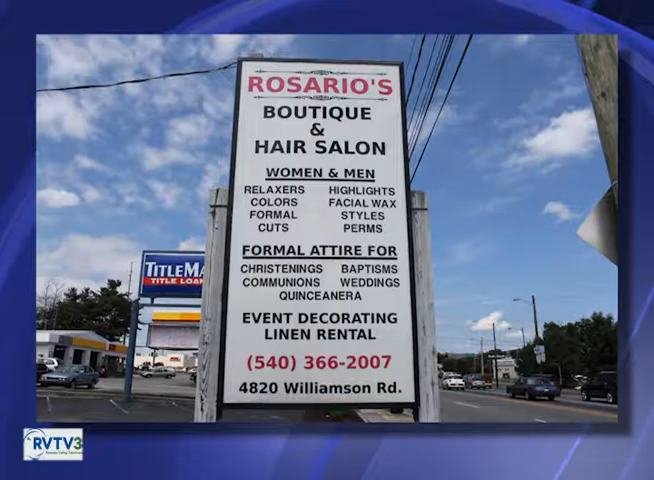 ROSARIO'S
BOUTIQUE
&
HAIR SALON
WOMEN & MEN
RELAXERS HIGHLIGHTS
COLORS FACIAL WAX
FORMAL STYLES
CUTS PERMS
FORMAL ATTIRE FOR
CHRISTENINGS BAPTISMS
COMMUNIONS WEDDINGS
QUINCEANERA
EVENT DECORATING
LINEN RENTAL
(540) 366-2007
4820 Williamson Rd.
TITLEMA
TITLE LOAN
RVTV3